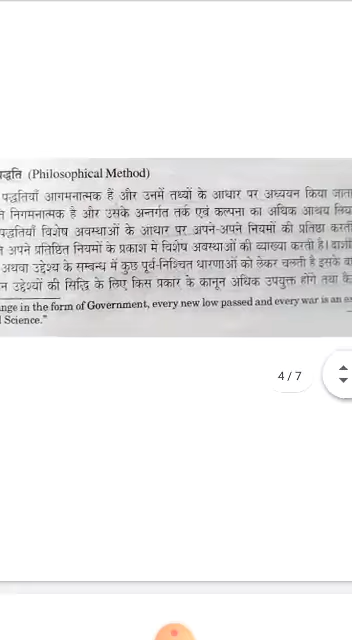 पद्धति (Philosophical Method)
पद्धतियाँ आगमनात्मक हैं और उनमें तथ्यों के आधार पर अध्ययन किया जाता
निगमनात्मक है और उसके अन्तर्गत तर्क एवं कल्पना का अधिक आश्रय लिया
पद्धतियाँ विशेष अवस्थाओं के आधार पर अपने-अपने नियमों की प्रतिष्ठा करती
अपने प्रतिष्ठित नियमों के प्रकाश में विशेष अवस्थाओं की व्याख्या करती है।
अथवा उद्देश्य के सम्बन्ध में कुछ पूर्व-निश्चित धारणाओं को लेकर चलती है इसके
न उद्देश्यों की सिद्धि के लिए किस प्रकार के कानून अधिक उपयुक्त होंगे तथा
nge in the form of Government, every new low passed and every war is an
l Science."
4 / 7